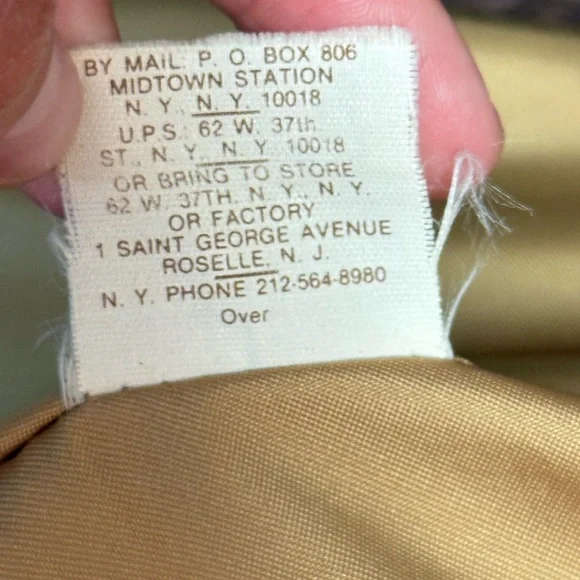 BY MAIL: P. O. BOX 806
MIDTOWN STATION
N. Y., N. Y. 10018
U.P.S.: 62 W. 37th
ST., N. Y., N. Y. 10018
OR BRING TO STORE
62 W. 37TH. N. Y., N. Y.
OR FACTORY
1 SAINT GEORGE AVENUE
ROSELLE, N. J.
N. Y. PHONE 212-564-8980
Over